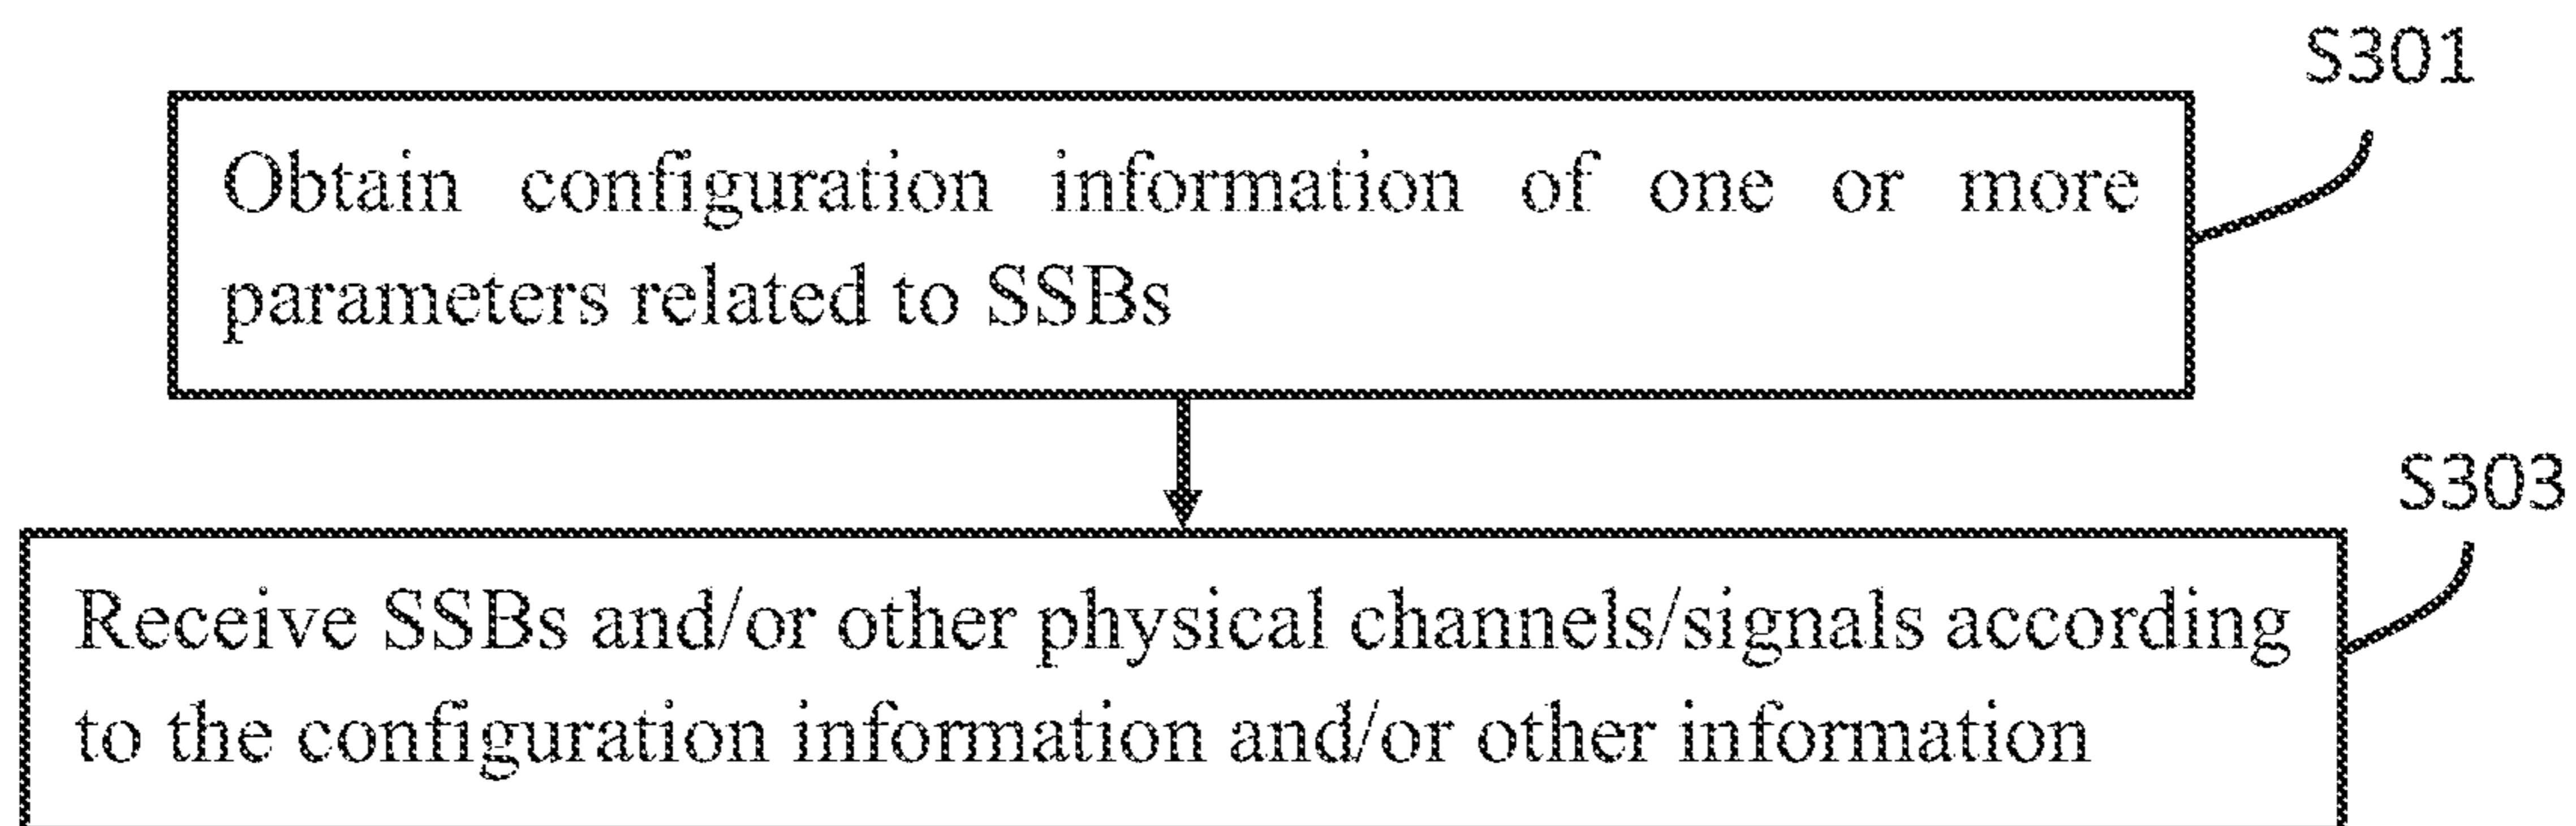 S301
Obtain configuration information of one or more
parameters related to SSBs
S303
Receive SSBs and/or other physical channels/signals according
to the configuration information and/or other information